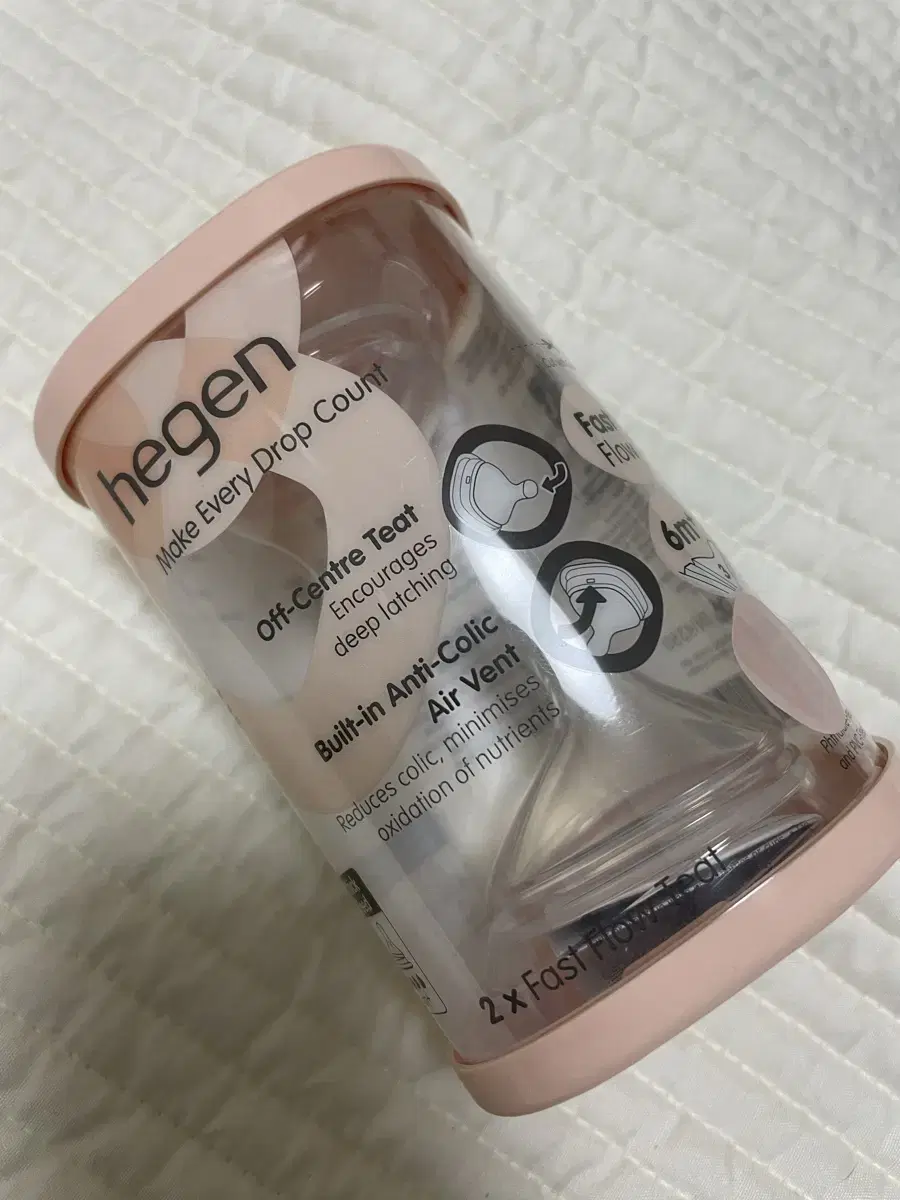 hegen
Make Every Drop Count
Off-Centre Teat
Encourages
deep latching
Built-in Anti-Colic
Air Vent
Reduces colic, minimises
oxidation of nutrients
Fast
Flow
2 x Fast Flow Teat